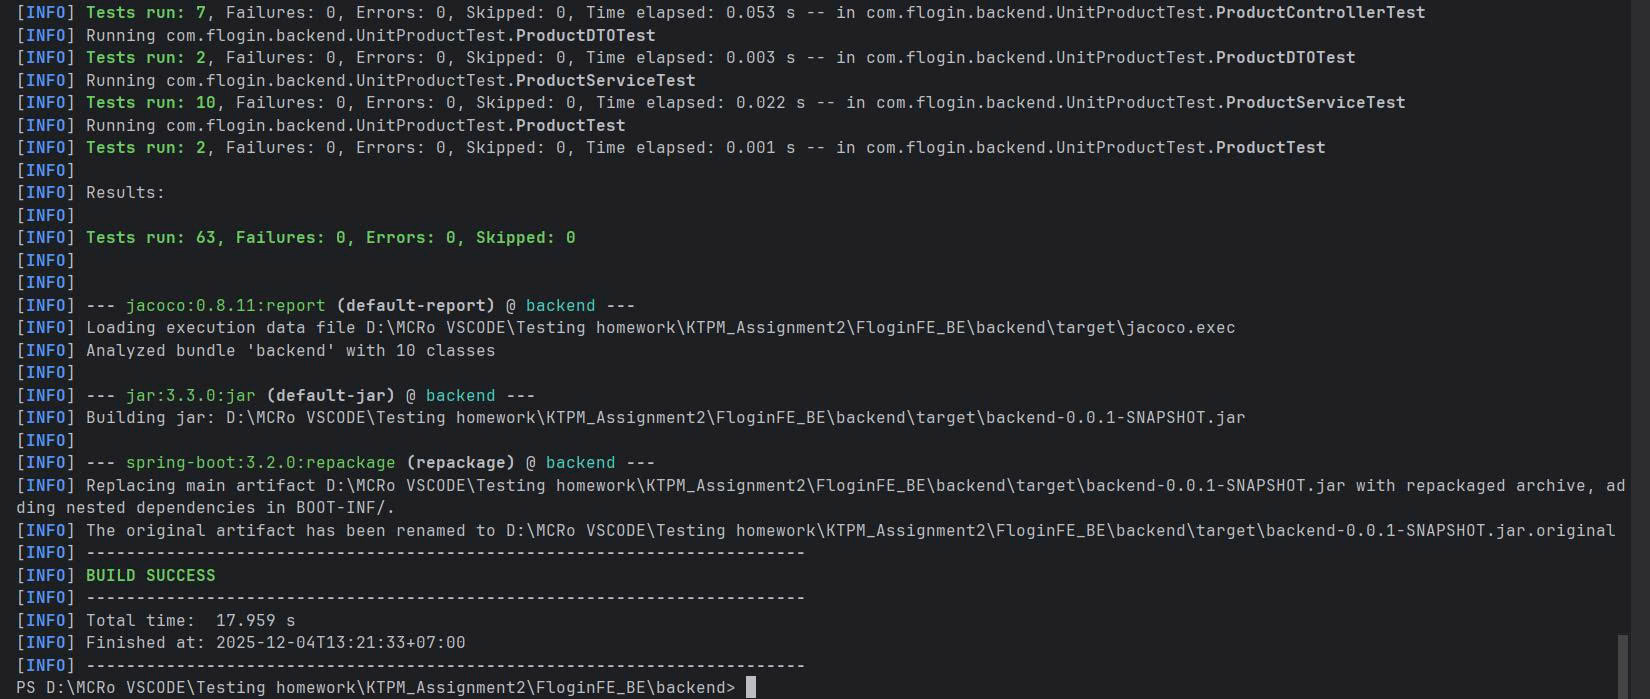 [INFO] Tests run: 7, Failures: 0, Errors: 0, Skipped: 0, Time elapsed: 0.053 s -- in com.flogin.backend.UnitProductTest.ProductControllerTest
[INFO] Running com.flogin.backend.UnitProductTest.ProductDTOTest
[INFO] Tests run: 2, Failures: 0, Errors: 0, Skipped: 0, Time elapsed: 0.003 s -- in com.flogin.backend.UnitProductTest.ProductDTOTest
[INFO] Running com.flogin.backend.UnitProductTest.ProductServiceTest
[INFO] Tests run: 10, Failures: 0, Errors: 0, Skipped: 0, Time elapsed: 0.022 s -- in com.flogin.backend.UnitProductTest.ProductServiceTest
[INFO] Running com.flogin.backend.UnitProductTest.ProductTest
[INFO] Tests run: 2, Failures: 0, Errors: 0, Skipped: 0, Time elapsed: 0.001 s -- in com.flogin.backend.UnitProductTest.ProductTest
[INFO]
[INFO] Results:
[INFO]
[INFO] Tests run: 63, Failures: 0, Errors: 0, Skipped: 0
[INFO]
[INFO]
[INFO] --- jacoco:0.8.11:report (default-report) @ backend ---
[INFO] Loading execution data file D:\MCRo VSCODE\Testing homework\KTPM_Assignment2\FloginFE_BE\backend\target\jacoco.exec
[INFO] Analyzed bundle 'backend' with 10 classes
[INFO]
[INFO] --- jar:3.3.0:jar (default-jar) @ backend ---
[INFO] Building jar: D:\MCRo VSCODE\Testing homework\KTPM_Assignment2\FloginFE_BE\backend\target\backend-0.0.1-SNAPSHOT.jar
[INFO]
[INFO] --- spring-boot:3.2.0:repackage (repackage) @ backend ---
[INFO] Replacing main artifact D:\MCRo VSCODE\Testing homework\KTPM_Assignment2\FloginFE_BE\backend\target\backend-0.0.1-SNAPSHOT.jar with repackaged archive, ad
ding nested dependencies in BOOT-INF/.
[INFO] The original artifact has been renamed to D:\MCRo VSCODE\Testing homework\KTPM_Assignment2\FloginFE_BE\backend\target\backend-0.0.1-SNAPSHOT.jar.original
[INFO] ------------------------------------------------------------------------
[INFO] BUILD SUCCESS
[INFO] ------------------------------------------------------------------------
[INFO] Total time:  17.959 s
[INFO] Finished at: 2025-12-04T13:21:33+07:00
[INFO] ------------------------------------------------------------------------
PS D:\MCRo VSCODE\Testing homework\KTPM_Assignment2\FloginFE_BE\backend>